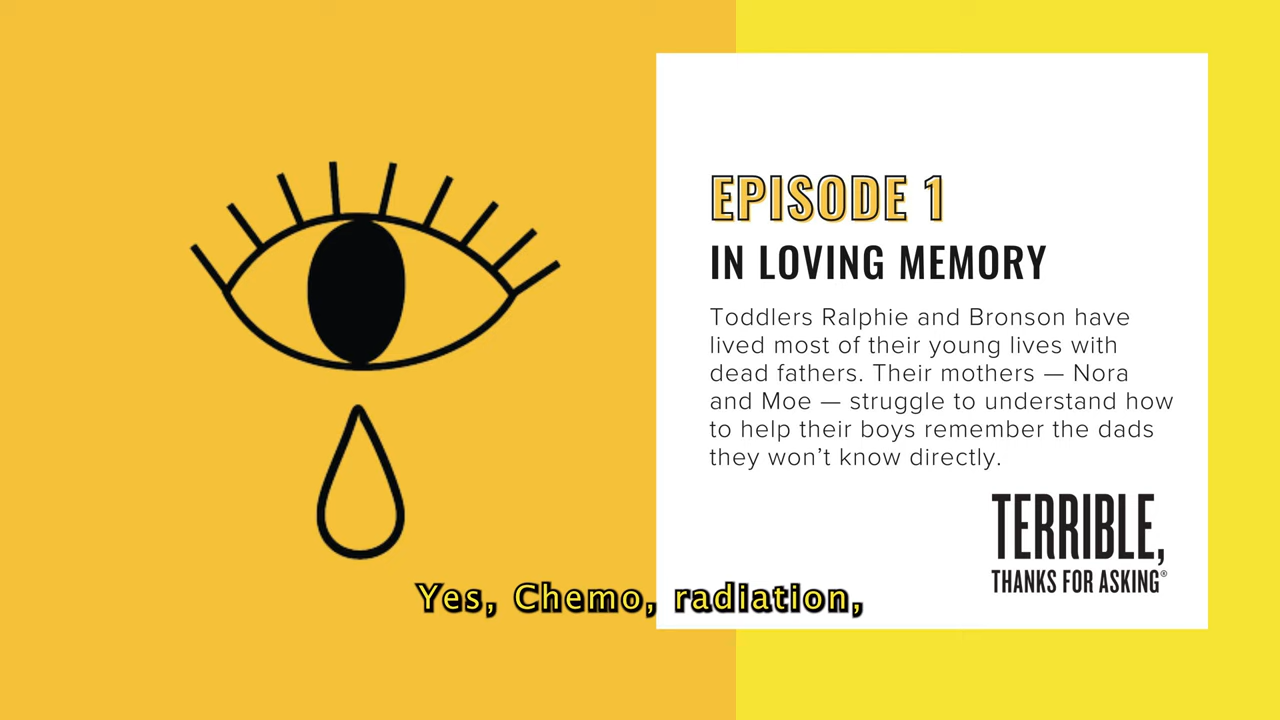 EPISODE 1
IN LOVING MEMORY
Toddlers Ralphie and Bronson have
lived most of their young lives with
dead fathers. Their mothers — Nora
and Moe — struggle to understand how
to help their boys remember the dads
they won’t know directly.
TERRIBLE,
THANKS FOR ASKING®
Yes, Chemo, radiation,